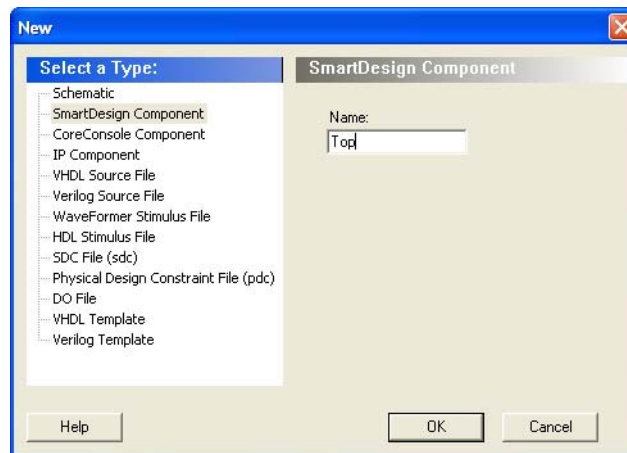 New
Select a Type:
Schematic
SmartDesign Component
CoreConsole Component
IP Component
VHDL Source File
Verilog Source File
WaveFormer Stimulus File
HDL Stimulus File
SDC File (sdc)
Physical Design Constraint File (pdc)
DO File
VHDL Template
Verilog Template
SmartDesign Component
Name:
Top
Help
OK
Cancel